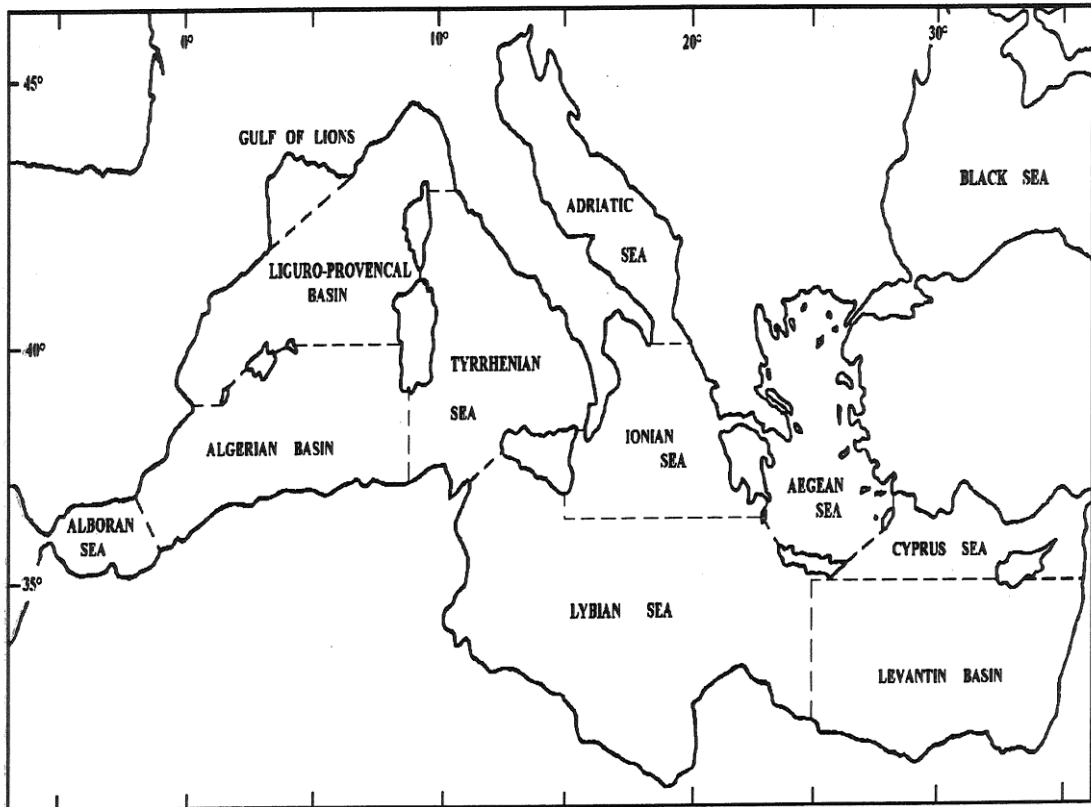 0°
10°
20°
30°
45°
GULF OF LIONS
BLACK SEA
ADRIATIC
SEA
LIGURO-PROVENCAL
BASIN
40°
TYRRHENIAN
SEA
IONIAN
SEA
ALGERIAN BASIN
AEGEAN
SEA
ALBORAN
SEA
CYPRUS SEA
35°
LYBIAN SEA
LEVANTIN BASIN